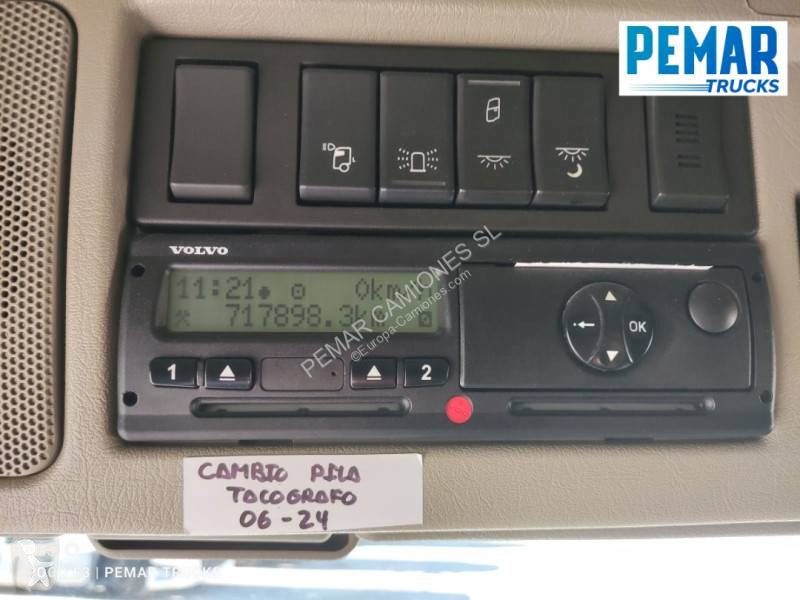 PEMAR
TRUCKS
VOLVO
11:21 0km/h
717898.3km
1
2
OK
PEMAR CAMIONES SL
©Europa-Camiones.com
CAMBIO PILA
TACOGRAFO
06-24
| PEMAR TRUCKS